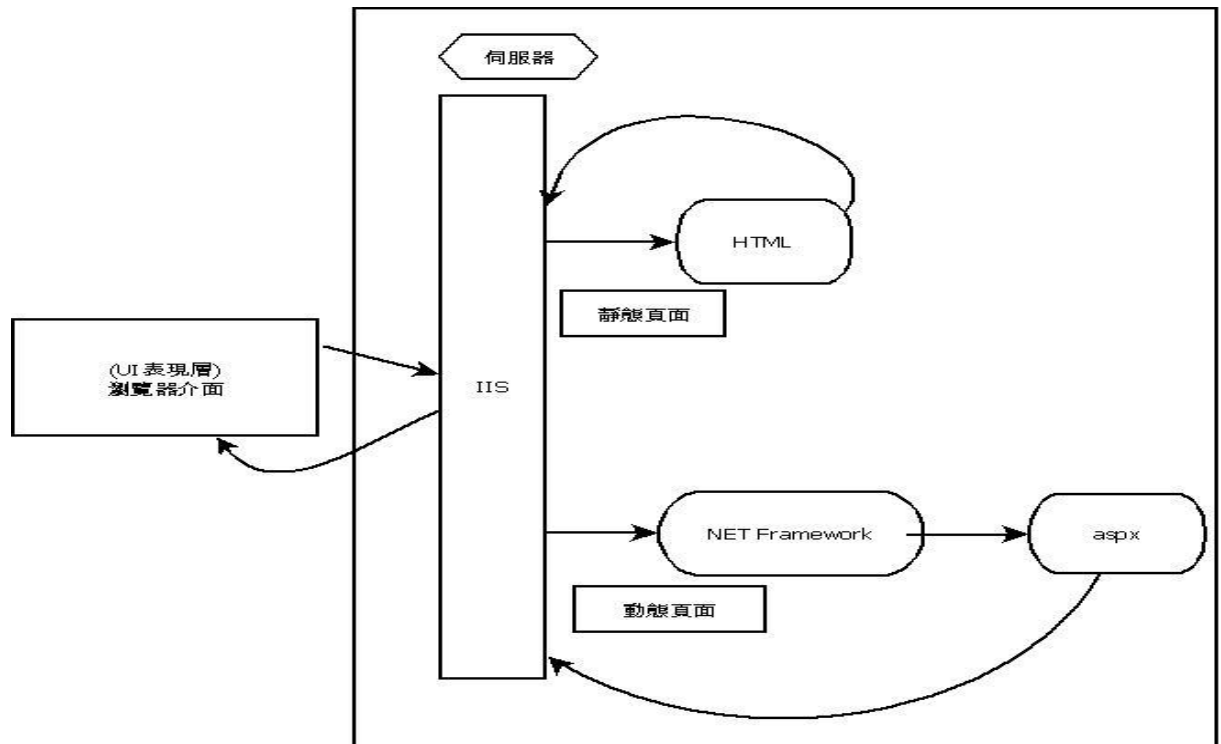 伺服器
HTML
靜態頁面
(UI 表現層)
瀏覽器介面
IIS
NET Framework
aspx
動態頁面